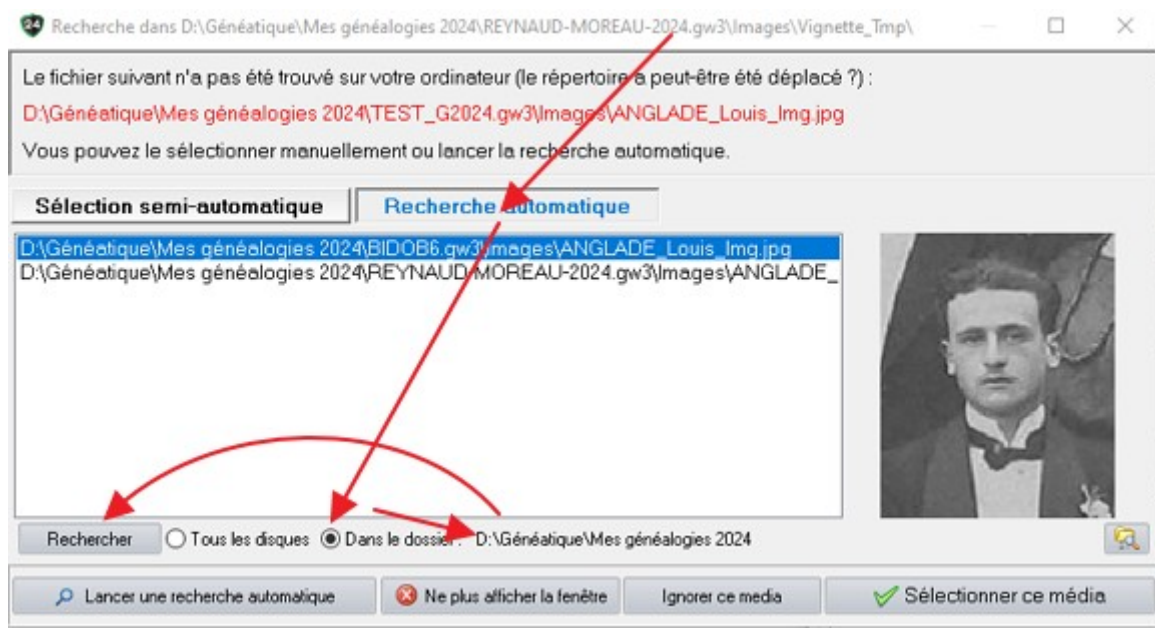 Recherche dans D:\Généatique\Mes généalogies 2024\REYNAUD-MOREAU-2024.gw3\Images\Vignette_Tmp\
Le fichier suivant n'a pas été trouvé sur votre ordinateur (le répertoire a peut-être été déplacé ?) :
D:\Généatique\Mes généalogies 2024\TEST_G2024.gw3\Images\ANGLADE_Louis_Img.jpg
Vous pouvez le sélectionner manuellement ou lancer la recherche automatique.
Sélection semi-automatique Recherche automatique
D:\Généatique\Mes généalogies 2024\BIDOB6.gw3\Images\ANGLADE_Louis_Img.jpg
D:\Généatique\Mes généalogies 2024\REYNAUD-MOREAU-2024.gw3\Images\ANGLADE_
Rechercher Tous les disques Dans le dossier : D:\Généatique\Mes généalogies 2024
Lancer une recherche automatique Ne plus afficher la fenêtre Ignorer ce media Sélectionner ce média